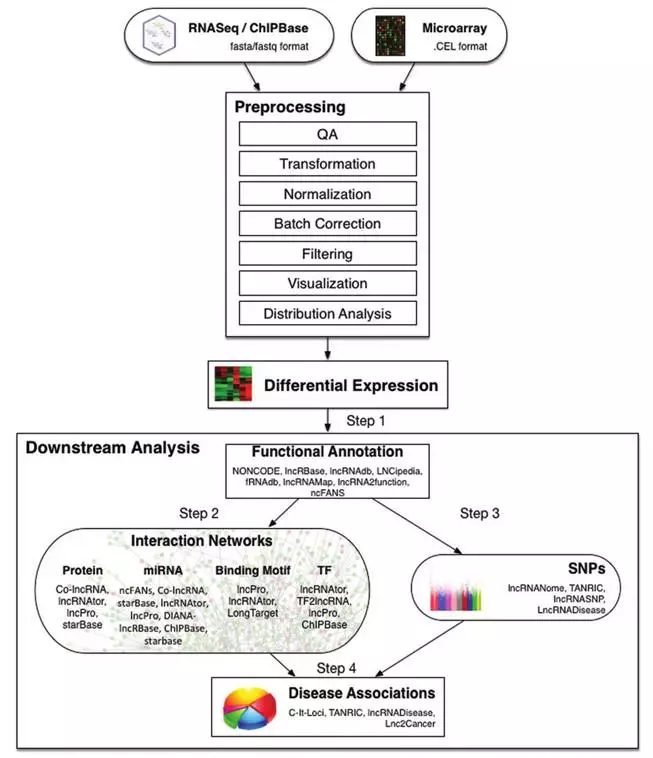 RNASeq / ChIPBase
fasta/fastq format
Microarray
.CEL format
Preprocessing
QA
Transformation
Normalization
Batch Correction
Filtering
Visualization
Distribution Analysis
Differential Expression
Step 1
Downstream Analysis
Functional Annotation
NONCODE, lncRBase, lncRNAdb, LNCipedia,
fRNAdb, lncRNAMap, lncRNA2function,
ncFANS
Step 2
Step 3
Interaction Networks
Protein
Co-lncRNA,
lncRNAtor,
lncPro,
starBase
miRNA
ncFANs, Co-lncRNA,
starBase, lncRNAtor,
lncPro, DIANA-
lncRBase, ChIPBase,
starbase
Binding Motif
lncPro,
lncRNAtor,
LongTarget
TF
lncRNAtor,
TF2lncRNA,
lncPro,
ChIPBase
SNPs
lncRNANome, TANRIC,
lncRNASNP,
LncRNADisease
Step 4
Disease Associations
C-It-Loci, TANRIC, lncRNADisease,
Lnc2Cancer